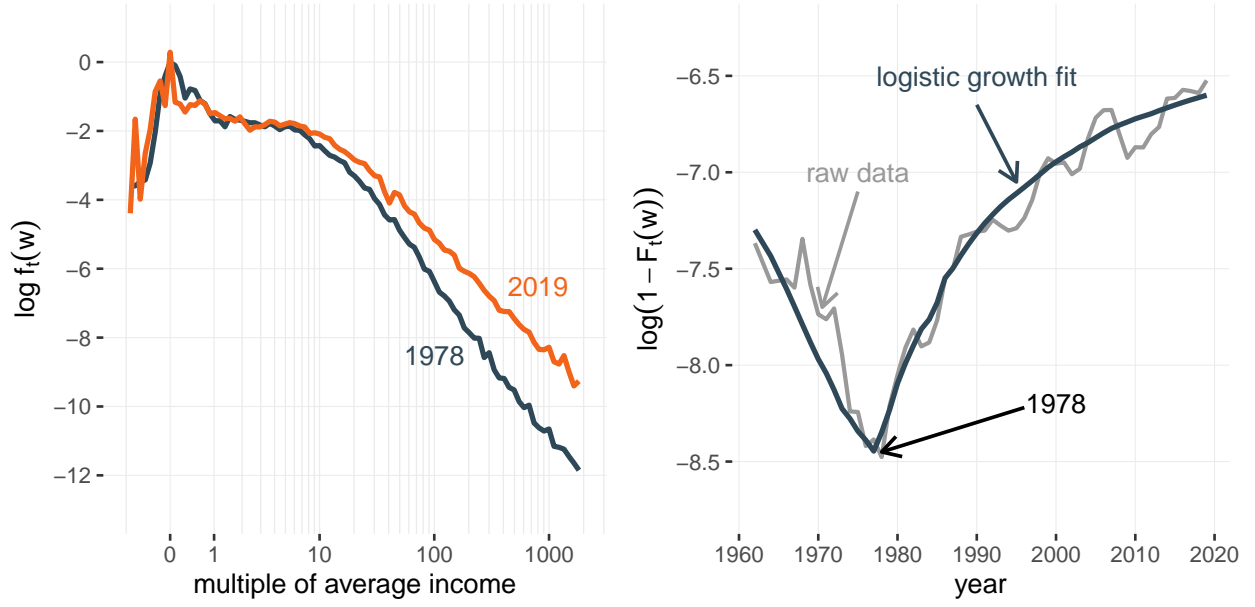 log fₜ(w)
0
−2
−4
−6
−8
−10
−12
2019
1978
0 1 10 100 1000
multiple of average income
log(1 − Fₜ(w))
−6.5
−7.0
−7.5
−8.0
−8.5
logistic growth fit
raw data
1978
1960 1970 1980 1990 2000 2010 2020
year